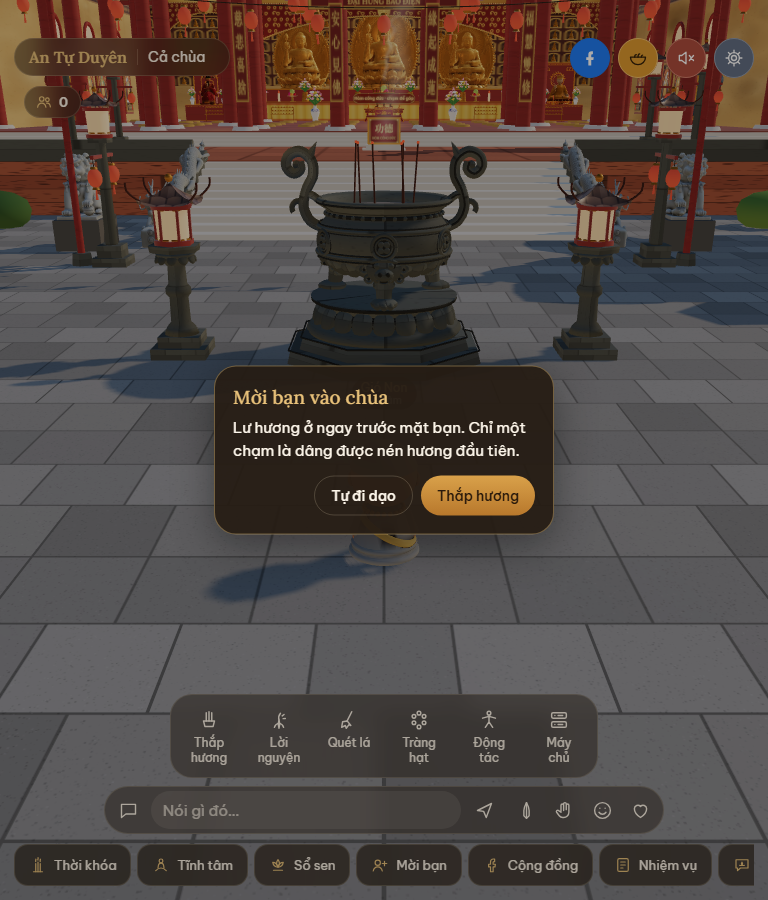 ĐẠI HÙNG BẢO ĐIỆN
An Tự Duyên
Cả chùa
0
功德
Mời bạn vào chùa
Lư hương ở ngay trước mặt bạn. Chỉ một
chạm là dâng được nén hương đầu tiên.
Tự đi dạo
Thắp hương
Thắp hương
Lời nguyện
Quét lá
Tràng hạt
Động tác
Máy chủ
Nói gì đó...
Thời khóa
Tĩnh tâm
Sổ sen
Mời bạn
Cộng đồng
Nhiệm vụ